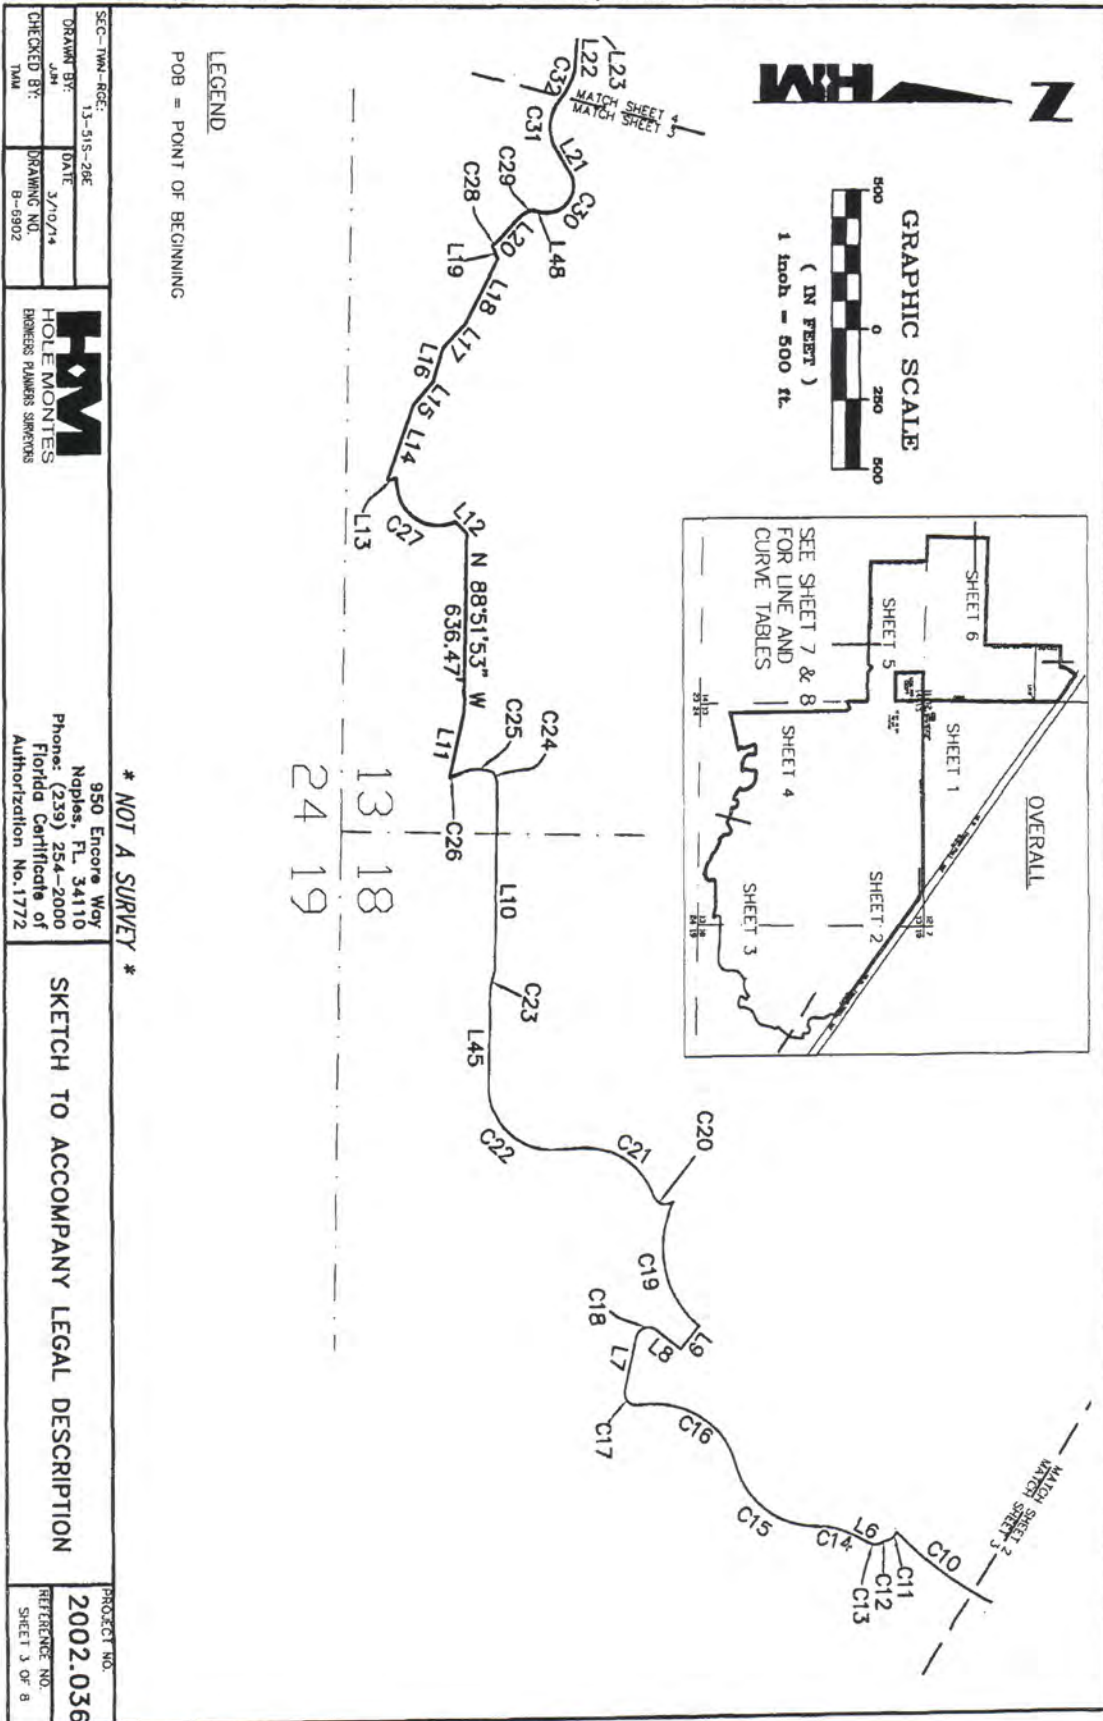 Z
HM
GRAPHIC SCALE
500 0 250 500
( IN FEET )
1 inch = 500 ft.
OVERALL
SHEET 6
SHEET 5
SHEET 1
SHEET 2
SHEET 4
SHEET 3
SEE SHEET 7 & 8
FOR LINE AND
CURVE TABLES
MATCH SHEET 2
MATCH SHEET 3
L23
L22
C32
MATCH SHEET 4
MATCH SHEET 3
C31
L21
C30
C29
C28
L48
L20
L19
L18
L17
L16
L15
L14
L13
C27
L12
N 88°51'53" W
636.47'
L11
C25
C24
C26
L10
C23
L45
C22
C21
C20
C19
C18
L9
L8
L7
C17
C16
C15
C14
L6
C13
C12
C11
C10
13 18
24 19
LEGEND
POB = POINT OF BEGINNING
* NOT A SURVEY *
SEC-TWN-RGE:
13-51S-26E
DRAWN BY:
JJM
DATE
3/10/14
CHECKED BY:
TMM
DRAWING NO.
B-6902
HM
HOLE MONTES
ENGINEERS PLANNERS SURVEYORS
950 Encore Way
Naples, FL. 34110
Phone: (239) 254-2000
Florida Certificate of
Authorization No.1772
SKETCH TO ACCOMPANY LEGAL DESCRIPTION
PROJECT NO.
2002.036
REFERENCE NO.
SHEET 3 OF 8